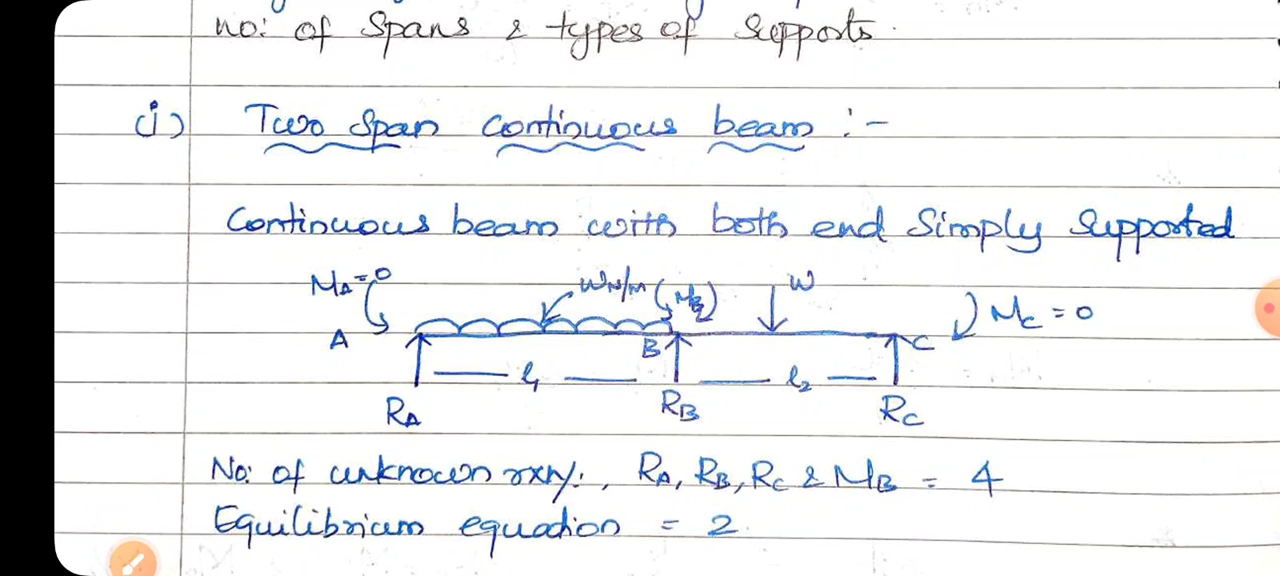 no: of Spans & types of Supports.
i) Two Span continuous beam :-
Continuous beam with both end Simply Supported
MA=0 WN/M MB W MC = 0
A B C
l1 l2
RA RB RC
No: of unknown rxn:, RA, RB, RC & MB = 4
Equilibrium equation = 2.